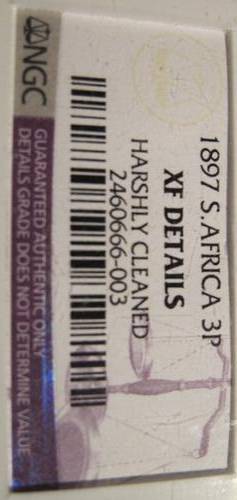 1897 S.AFRICA 3P
XF DETAILS
HARSHLY CLEANED
2460666-003
NGC
GUARANTEED AUTHENTIC ONLY
DETAILS GRADE DOES NOT DETERMINE VALUE